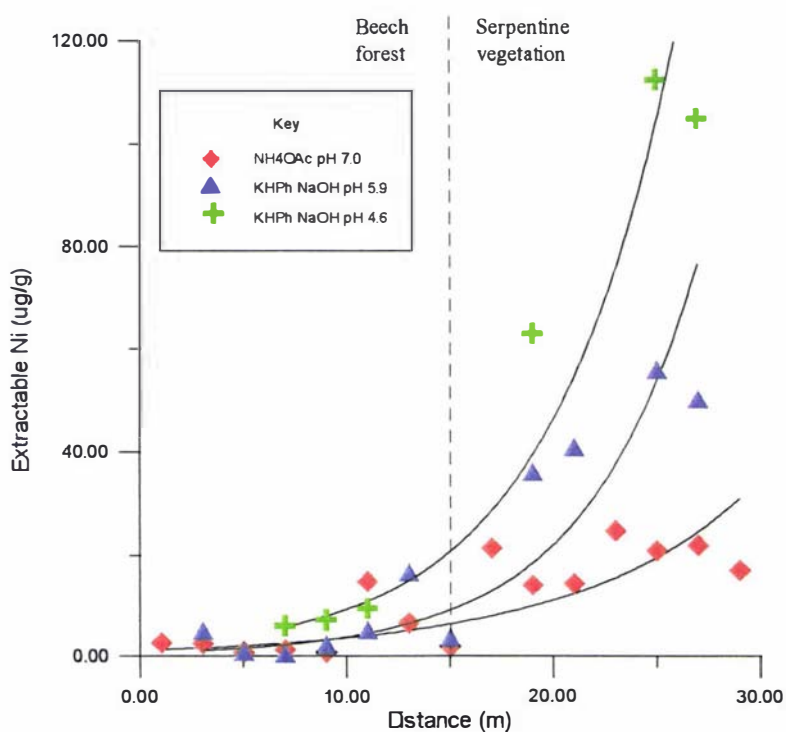 Beech forest
Serpentine vegetation
120.00
80.00
40.00
0.00
Extractable Ni (ug/g)
Key
NH4OAc pH 7.0
KHPh NaOH pH 5.9
KHPh NaOH pH 4.6
0.00 10.00 20.00 30.00
Distance (m)